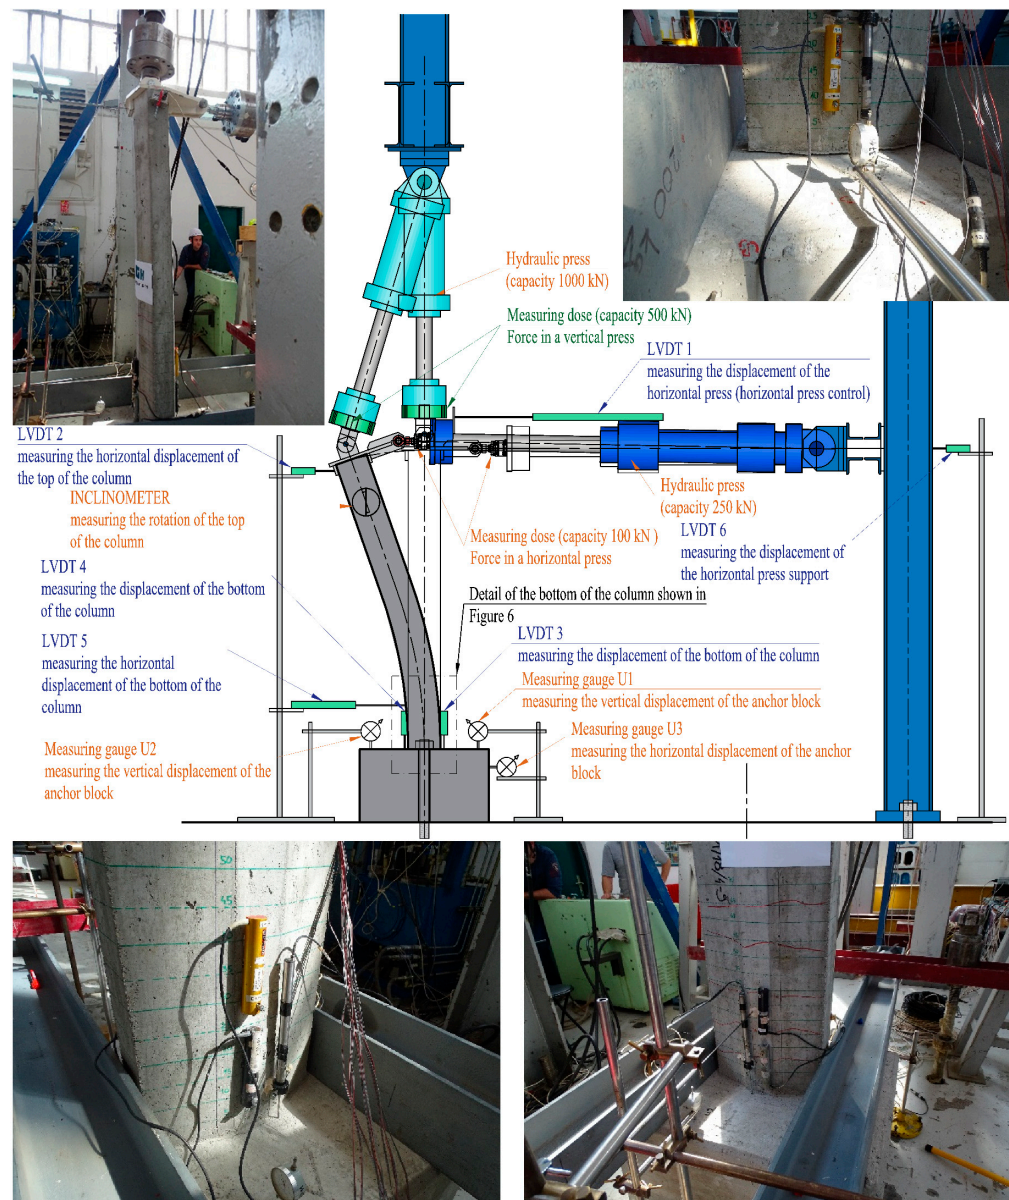 Hydraulic press
(capacity 1000 kN)
Measuring dose (capacity 500 kN)
Force in a vertical press
LVDT 1
measuring the displacement of the
horizontal press (horizontal press control)
LVDT 2
measuring the horizontal displacement of
the top of the column
INCLINOMETER
measuring the rotation of the top
of the column
Hydraulic press
(capacity 250 kN)
Measuring dose (capacity 100 kN )
Force in a horizontal press
LVDT 6
measuring the displacement of
the horizontal press support
LVDT 4
measuring the displacement of the bottom
of the column
Detail of the bottom of the column shown in
Figure 6
LVDT 5
measuring the horizontal
displacement of the bottom of the
column
LVDT 3
measuring the displacement of the bottom of the column
Measuring gauge U1
measuring the vertical displacement of the anchor block
Measuring gauge U2
measuring the vertical displacement of the
anchor block
Measuring gauge U3
measuring the horizontal displacement of the anchor
block
50
45